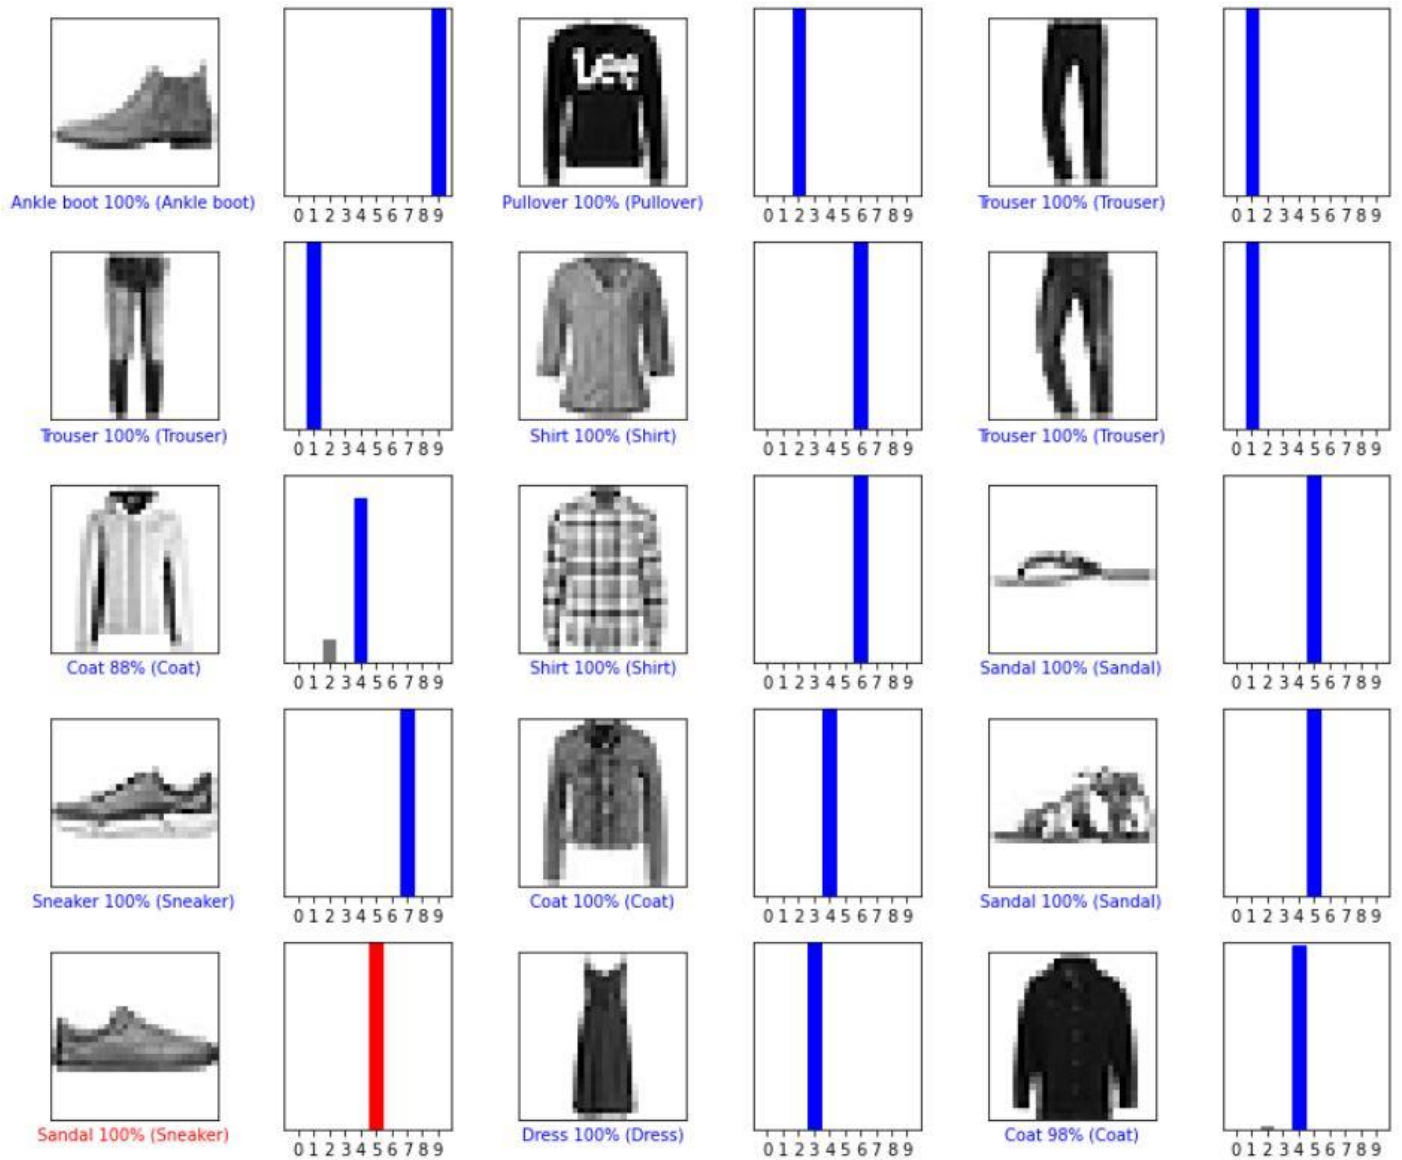 0 1 2 3 4 5 6 7 8 9
Lee
0 1 2 3 4 5 6 7 8 9
0 1 2 3 4 5 6 7 8 9
Ankle boot 100% (Ankle boot)
Pullover 100% (Pullover)
Trouser 100% (Trouser)
0 1 2 3 4 5 6 7 8 9
0 1 2 3 4 5 6 7 8 9
0 1 2 3 4 5 6 7 8 9
Trouser 100% (Trouser)
Shirt 100% (Shirt)
Trouser 100% (Trouser)
0 1 2 3 4 5 6 7 8 9
0 1 2 3 4 5 6 7 8 9
0 1 2 3 4 5 6 7 8 9
Coat 88% (Coat)
Shirt 100% (Shirt)
Sandal 100% (Sandal)
0 1 2 3 4 5 6 7 8 9
0 1 2 3 4 5 6 7 8 9
0 1 2 3 4 5 6 7 8 9
Sneaker 100% (Sneaker)
Coat 100% (Coat)
Sandal 100% (Sandal)
0 1 2 3 4 5 6 7 8 9
0 1 2 3 4 5 6 7 8 9
0 1 2 3 4 5 6 7 8 9
Sandal 100% (Sneaker)
Dress 100% (Dress)
Coat 98% (Coat)